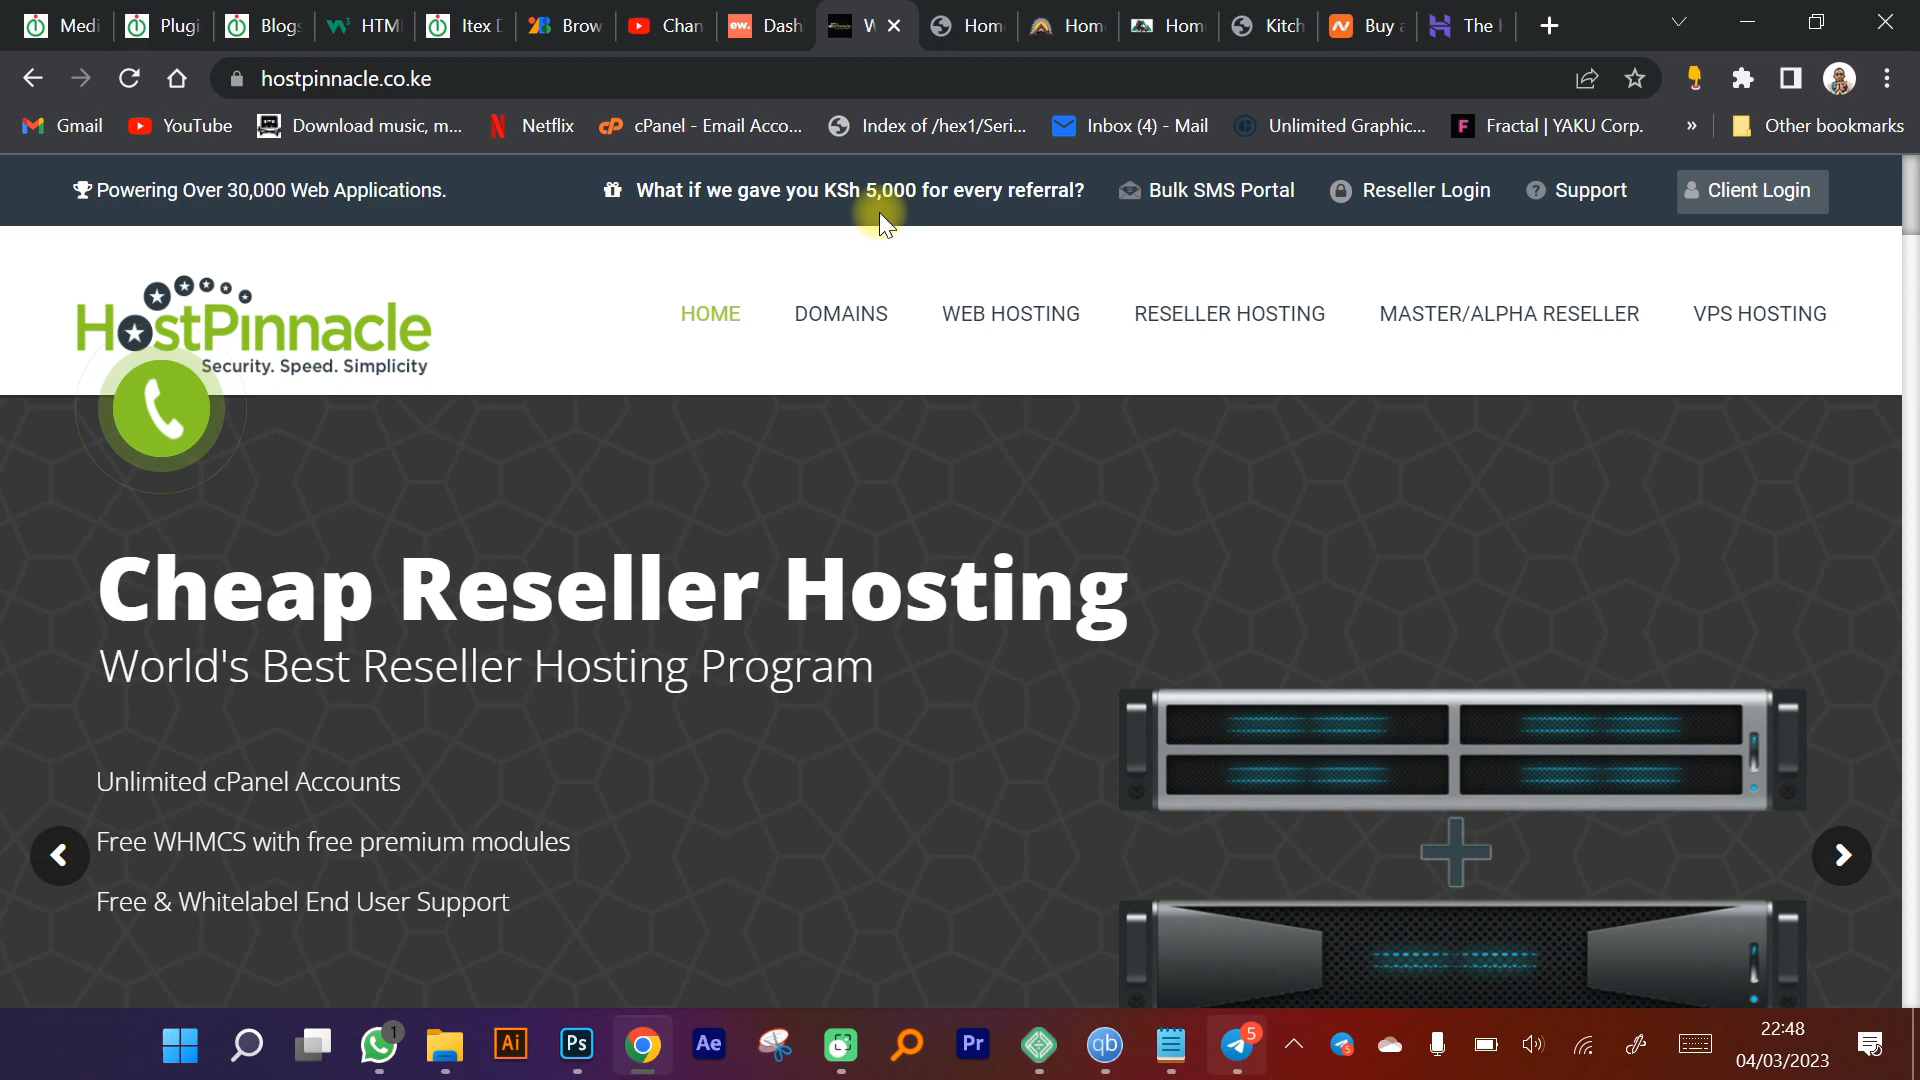 Medi
Plugi
Blogs
HTMl
Itex D
Brow
Chan
Dash
W
Hom
Hom
Hom
Kitch
Buy a
The H
hostpinnacle.co.ke
Gmail
YouTube
Download music, m...
Netflix
cPanel - Email Acco...
Index of /hex1/Seri...
Inbox (4) - Mail
Unlimited Graphic...
Fractal | YAKU Corp.
»
Other bookmarks
Powering Over 30,000 Web Applications.
What if we gave you KSh 5,000 for every referral?
Bulk SMS Portal
Reseller Login
Support
Client Login
HostPinnacle
Security. Speed. Simplicity
HOME
DOMAINS
WEB HOSTING
RESELLER HOSTING
MASTER/ALPHA RESELLER
VPS HOSTING
Cheap Reseller Hosting
World's Best Reseller Hosting Program
Unlimited cPanel Accounts
Free WHMCS with free premium modules
Free & Whitelabel End User Support
1
Ai
Ps
Ae
Pr
qb
5
5
22:48
04/03/2023